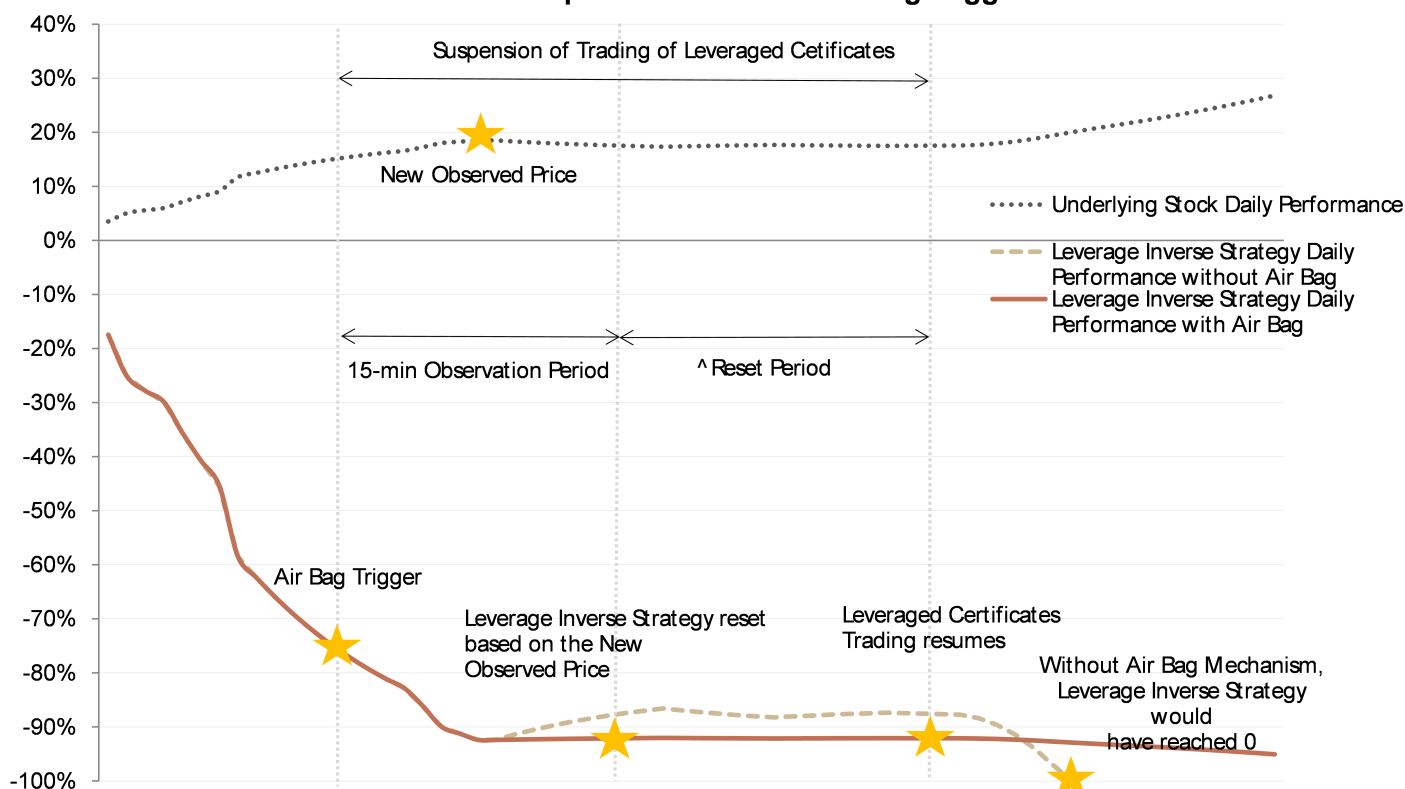 40%
Suspension of Trading of Leveraged Cetificates
30%
20%
New Observed Price
10%
Underlying Stock Daily Performance
0%
Leverage Inverse Strategy Daily
Performance without Air Bag
Leverage Inverse Strategy Daily
Performance with Air Bag
-10%
-20%
15-min Observation Period
^ Reset Period
-30%
-40%
-50%
-60%
Air Bag Trigger
-70%
Leverage Inverse Strategy reset
based on the New
Observed Price
Leveraged Certificates
Trading resumes
-80%
Without Air Bag Mechanism,
Leverage Inverse Strategy
would
have reached 0
-90%
-100%